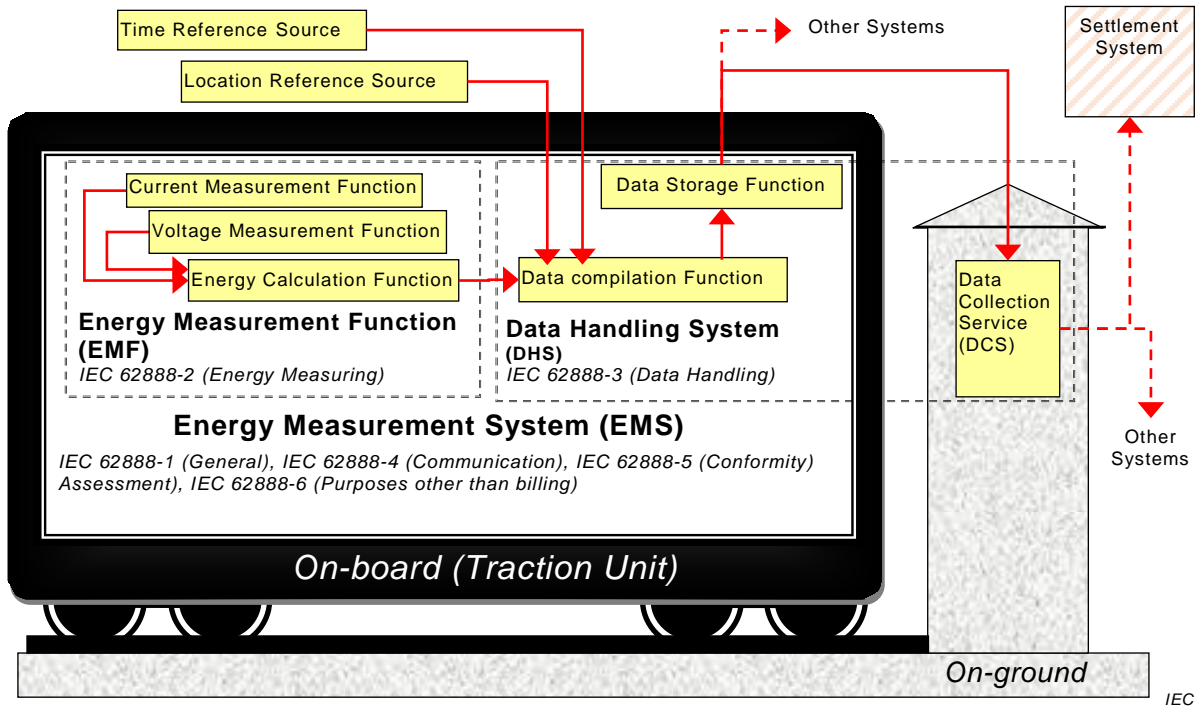 Time Reference Source
Other Systems
Settlement
System
Location Reference Source
Current Measurement Function
Data Storage Function
Voltage Measurement Function
Energy Calculation Function
Data compilation Function
Data
Collection
Service
(DCS)
Energy Measurement Function
(EMF)
IEC 62888-2 (Energy Measuring)
Data Handling System
(DHS)
IEC 62888-3 (Data Handling)
Energy Measurement System (EMS)
IEC 62888-1 (General), IEC 62888-4 (Communication), IEC 62888-5 (Conformity)
Assessment), IEC 62888-6 (Purposes other than billing)
Other
Systems
On-board (Traction Unit)
On-ground
IEC